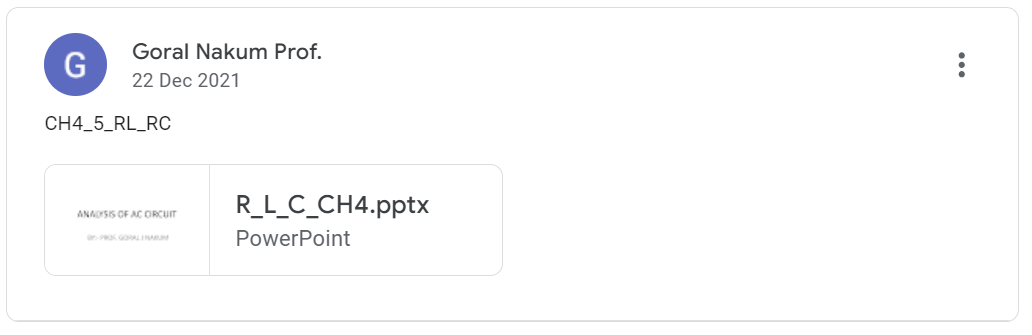 G
Goral Nakum Prof.
22 Dec 2021
CH4_5_RL_RC
ANALYSIS OF AC CIRCUIT
BY:- PROF. GORAL J NAKUM
R_L_C_CH4.pptx
PowerPoint